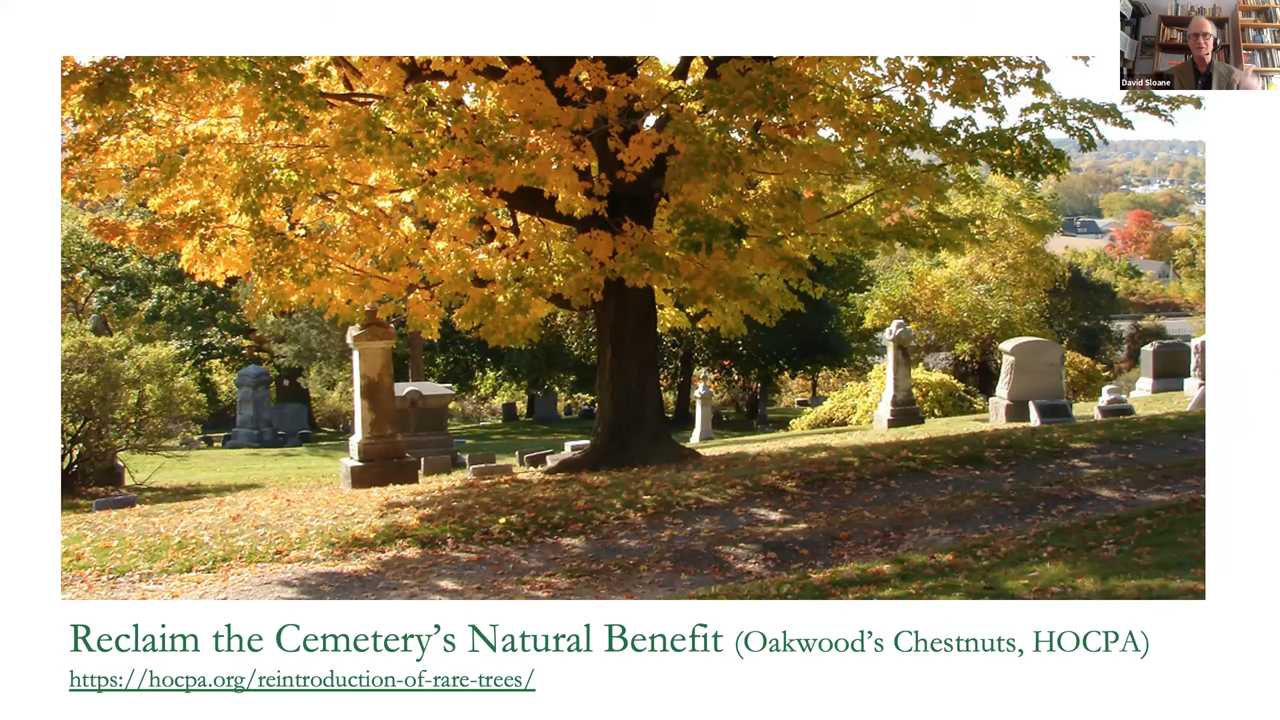 David Sloane
Reclaim the Cemetery's Natural Benefit (Oakwood's Chestnuts, HOCPA)
https://hocpa.org/reintroduction-of-rare-trees/